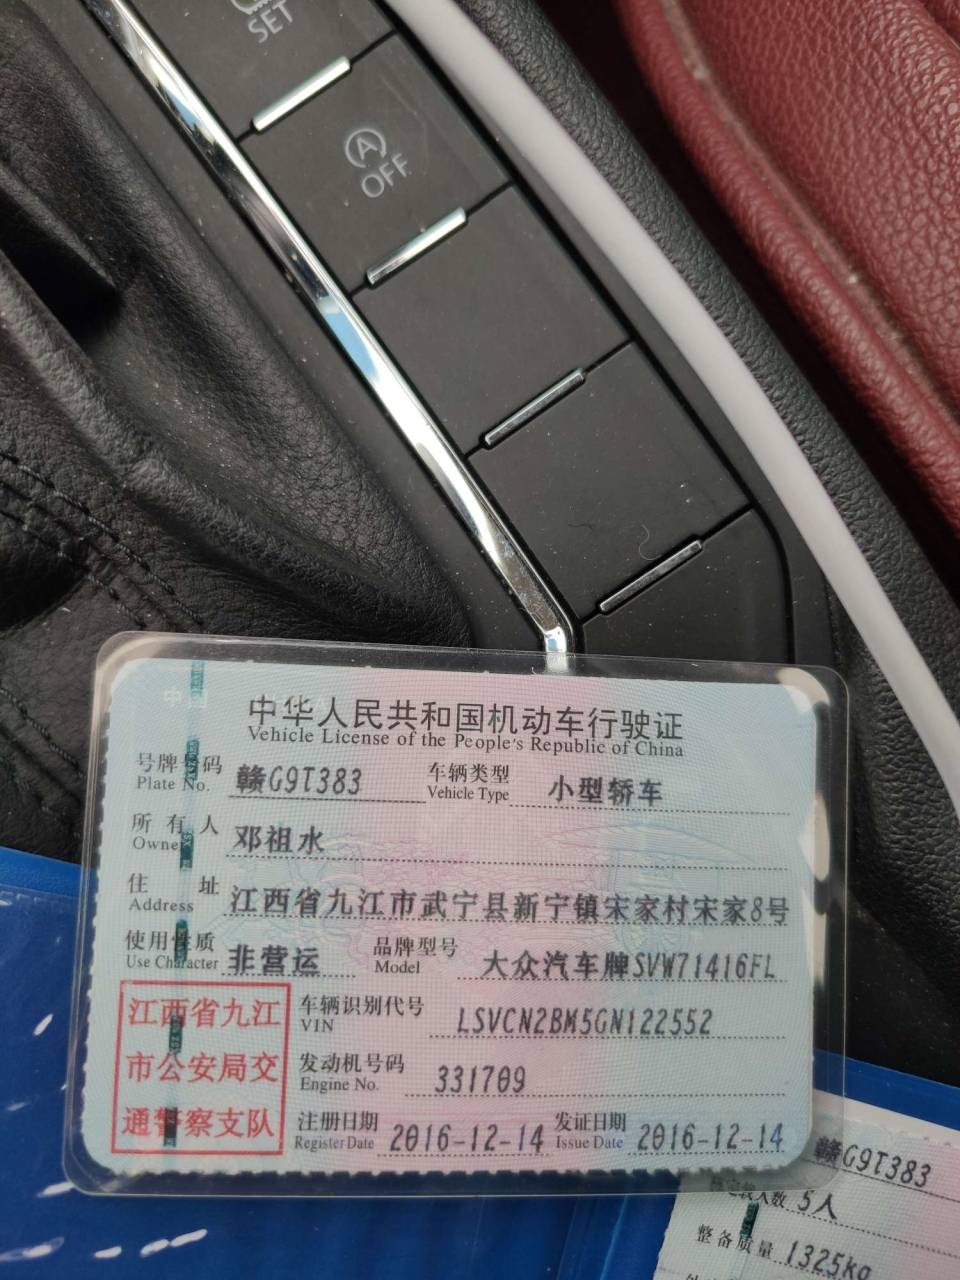 SET
A
OFF
中华人民共和国机动车行驶证
Vehicle License of the People's Republic of China
号牌号码 赣G9T383 车辆类型 小型轿车
Plate No. Vehicle Type
所有人 邓祖水
Owner
住址 江西省九江市武宁县新宁镇宋家村宋家8号
Address
使用性质 非营运 品牌型号 大众汽车牌SVW71416FL
Use Character Model
江西省九江
市公安局交
通警察支队
车辆识别代号 LSVCN2BM5GN122552
VIN
发动机号码 331709
Engine No.
注册日期 2016-12-14 发证日期 2016-12-14
Register Date Issue Date
赣G9T383
载人数 5人
整备质量 1325kg